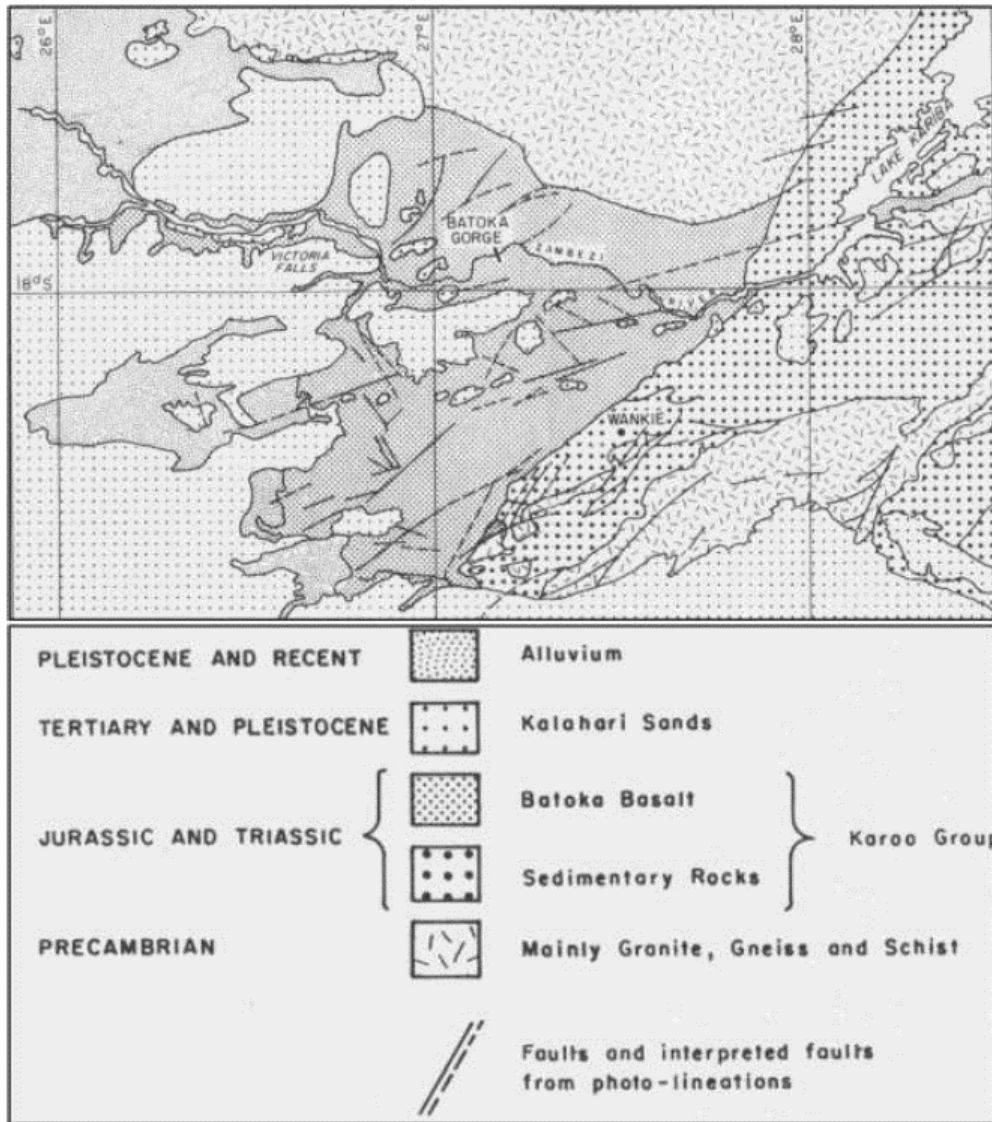 26°E
27°E
28°E
LAKE KARIBA
BATOKA
GORGE
ZAMBEZI
VICTORIA
FALLS
18°S
RIVER
WANKIE
PLEISTOCENE AND RECENT Alluvium
TERTIARY AND PLEISTOCENE Kalahari Sands
Batoka Basalt
JURASSIC AND TRIASSIC Karoo Group
Sedimentary Rocks
PRECAMBRIAN Mainly Granite, Gneiss and Schist
Faults and interpreted faults
from photo-lineations